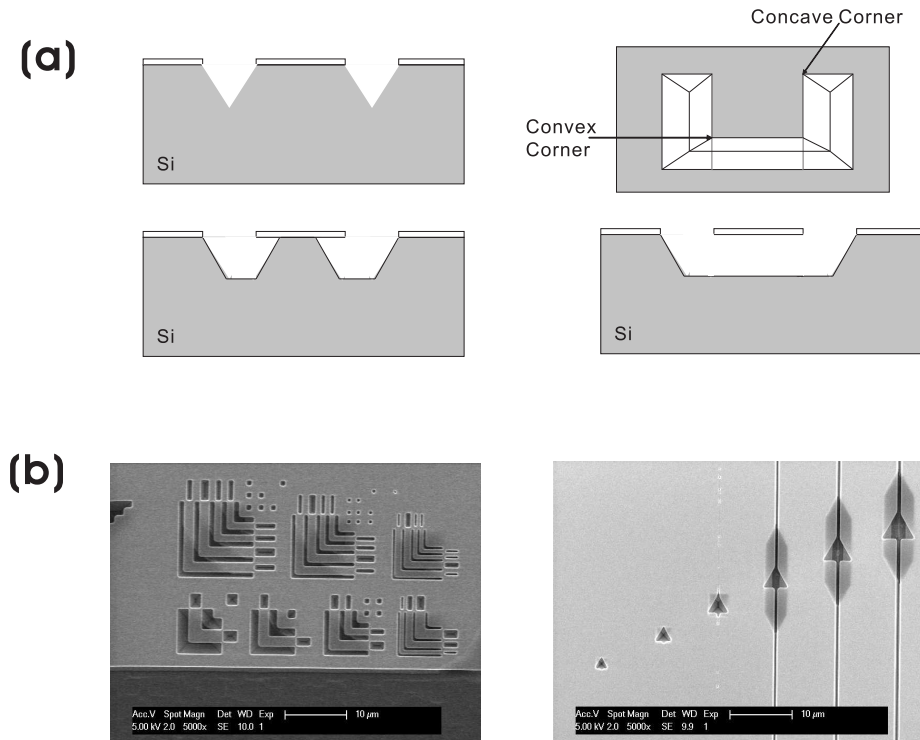 (a)
Concave Corner
Convex
Corner
Si
Si
Si
(b)
Acc.V Spot Magn Det WD Exp 10 µm
5.00 kV 2.0 5000x SE 10.0 1
Acc.V Spot Magn Det WD Exp 10 µm
5.00 kV 2.0 5000x SE 9.9 1